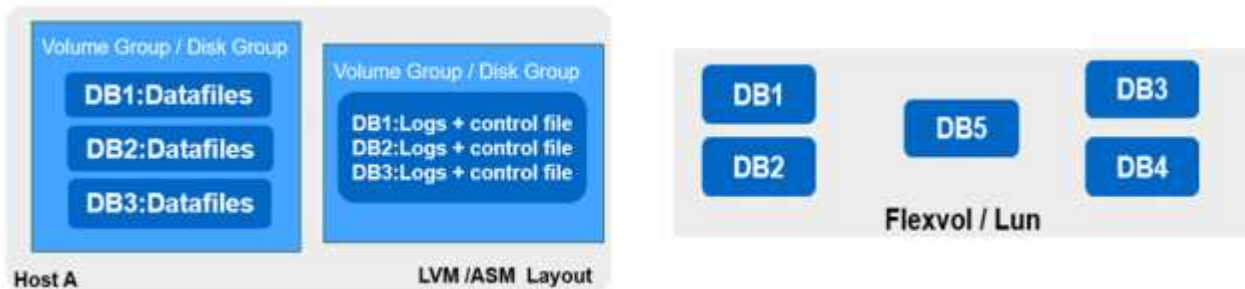 Volume Group / Disk Group
DB1:Datafiles
DB2:Datafiles
DB3:Datafiles
Volume Group / Disk Group
DB1:Logs + control file
DB2:Logs + control file
DB3:Logs + control file
Host A
LVM /ASM Layout
DB1
DB2
DB5
DB3
DB4
Flexvol / Lun